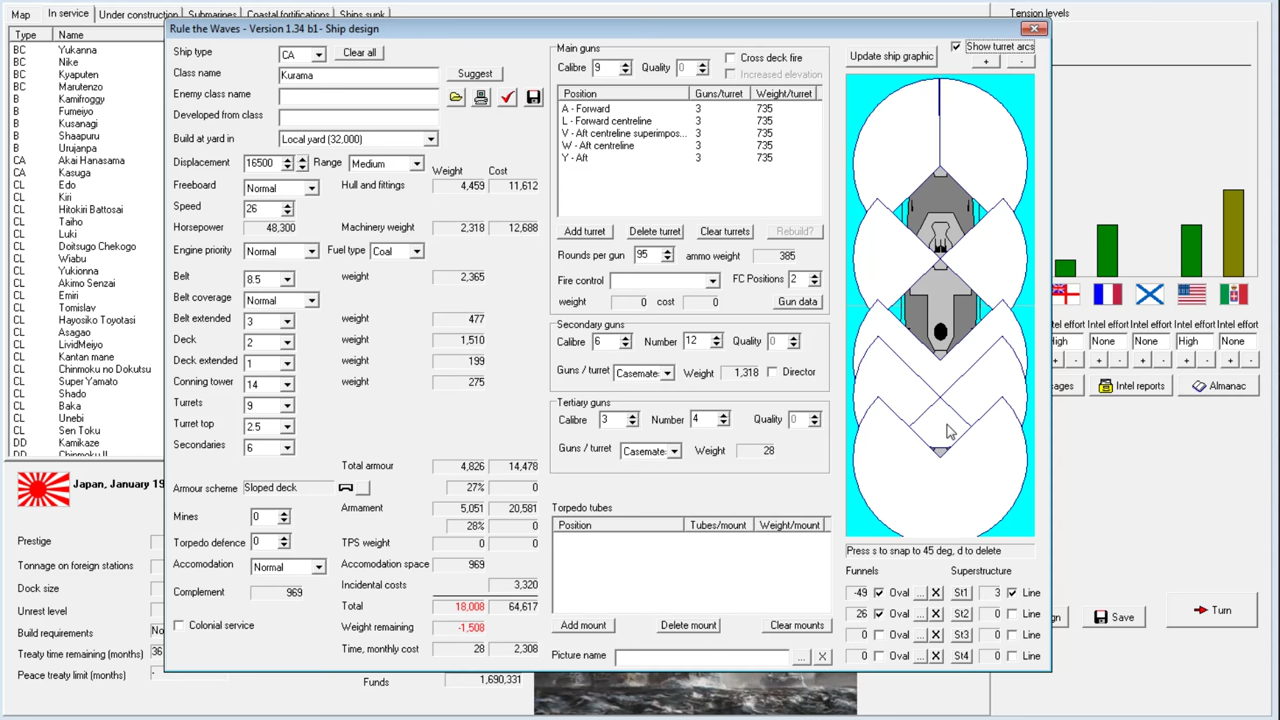 Map In service Under construction Submarines Coastal fortifications Ships sunk Tension levels
Rule the Waves - Version 1.34 b1- Ship design
Type Name
BC Yukanna
BC Nike
BC Kyaputen
BC Marutenzo
B Kamifroggy
B Fumeiyo
B Kusanagi
B Shaapuru
B Urujanpa
CA Akai Hanasama
CA Kasuga
CL Edo
CL Kiri
CL Hitokiri Battosai
CL Taiho
CL Luki
CL Doitsugo Chekogo
CL Wiabu
CL Yukionna
CL Akimo Senzai
CL Emiri
CL Tomislav
CL Hayosiko Toyotasi
CL Asagao
CL LividMeiyo
CL Kantan mane
CL Chinmoku no Dokutsu
CL Super Yamato
CL Shado
CL Baka
CL Unebi
CL Sen Toku
DD Kamikaze
DD Chinmoku II
Japan, January 19
Prestige
Tonnage on foreign stations
Dock size
Unrest level
Build requirements No
Treaty time remaining (months) 36
Peace treaty limit (months) -
Ship type CA Clear all
Class name Kurama Suggest
Enemy class name
Developed from class
Build at yard in Local yard (32,000)
Displacement 16500 Range Medium Weight Cost
Freeboard Normal Hull and fittings 4,459 11,612
Speed 26
Horsepower 48,300 Machinery weight 2,318 12,688
Engine priority Normal Fuel type Coal
Belt 8.5 weight 2,365
Belt coverage Normal
Belt extended 3 weight 477
Deck 2 weight 1,510
Deck extended 1 weight 199
Conning tower 14 weight 275
Turrets 9
Turret top 2.5
Secondaries 6
Total armour 4,826 14,478
Armour scheme Sloped deck 27% 0
Armament 5,051 20,581
Mines 0 28% 0
Torpedo defence 0 TPS weight 0 0
Accomodation Normal Accomodation space 969
Complement 969 Incidental costs 3,320
Total 18,008 64,617
Colonial service Weight remaining -1,508
Time, monthly cost 28 2,308
Funds 1,690,331
Main guns
Calibre 9 Quality 0 Cross deck fire
Increased elevation
Position Guns/turret Weight/turret
A - Forward 3 735
L - Forward centreline 3 735
V - Aft centreline superimpos... 3 735
W - Aft centreline 3 735
Y - Aft 3 735
Add turret Delete turret Clear turrets Rebuild?
Rounds per gun 95 ammo weight 385
Fire control FC Positions 2
weight 0 cost 0 Gun data
Secondary guns
Calibre 6 Number 12 Quality 0
Guns / turret Casemate: Weight 1,318 Director
Tertiary guns
Calibre 3 Number 4 Quality 0
Guns / turret Casemate: Weight 28
Torpedo tubes
Position Tubes/mount Weight/mount
Add mount Delete mount Clear mounts
Picture name ... X
Update ship graphic Show turret arcs
+ -
Press s to snap to 45 deg, d to delete
Funnels Superstructure
-49 Oval ... X St1 3 Line
26 Oval ... X St2 0 Line
0 Oval ... X St3 0 Line
0 Oval ... X St4 0 Line
Intel effort Intel effort Intel effort Intel effort
High None None High None
+ - + - + - + -
ages Intel reports Almanac
gn Save Turn